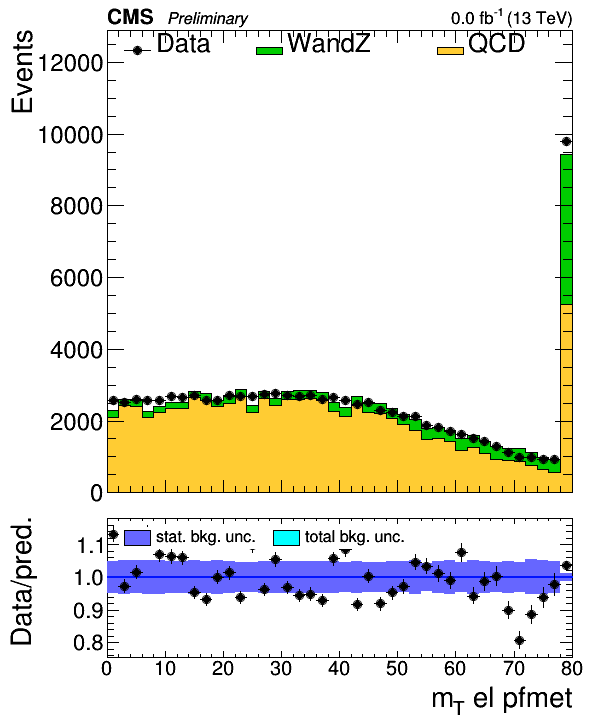 CMS Preliminary 0.0 fb⁻¹ (13 TeV)
Data WandZ QCD
Events
12000
10000
8000
6000
4000
2000
0
stat. bkg. unc. total bkg. unc.
Data/pred.
1.1
1.0
0.9
0.8
0 10 20 30 40 50 60 70 80
m_T el pfmet